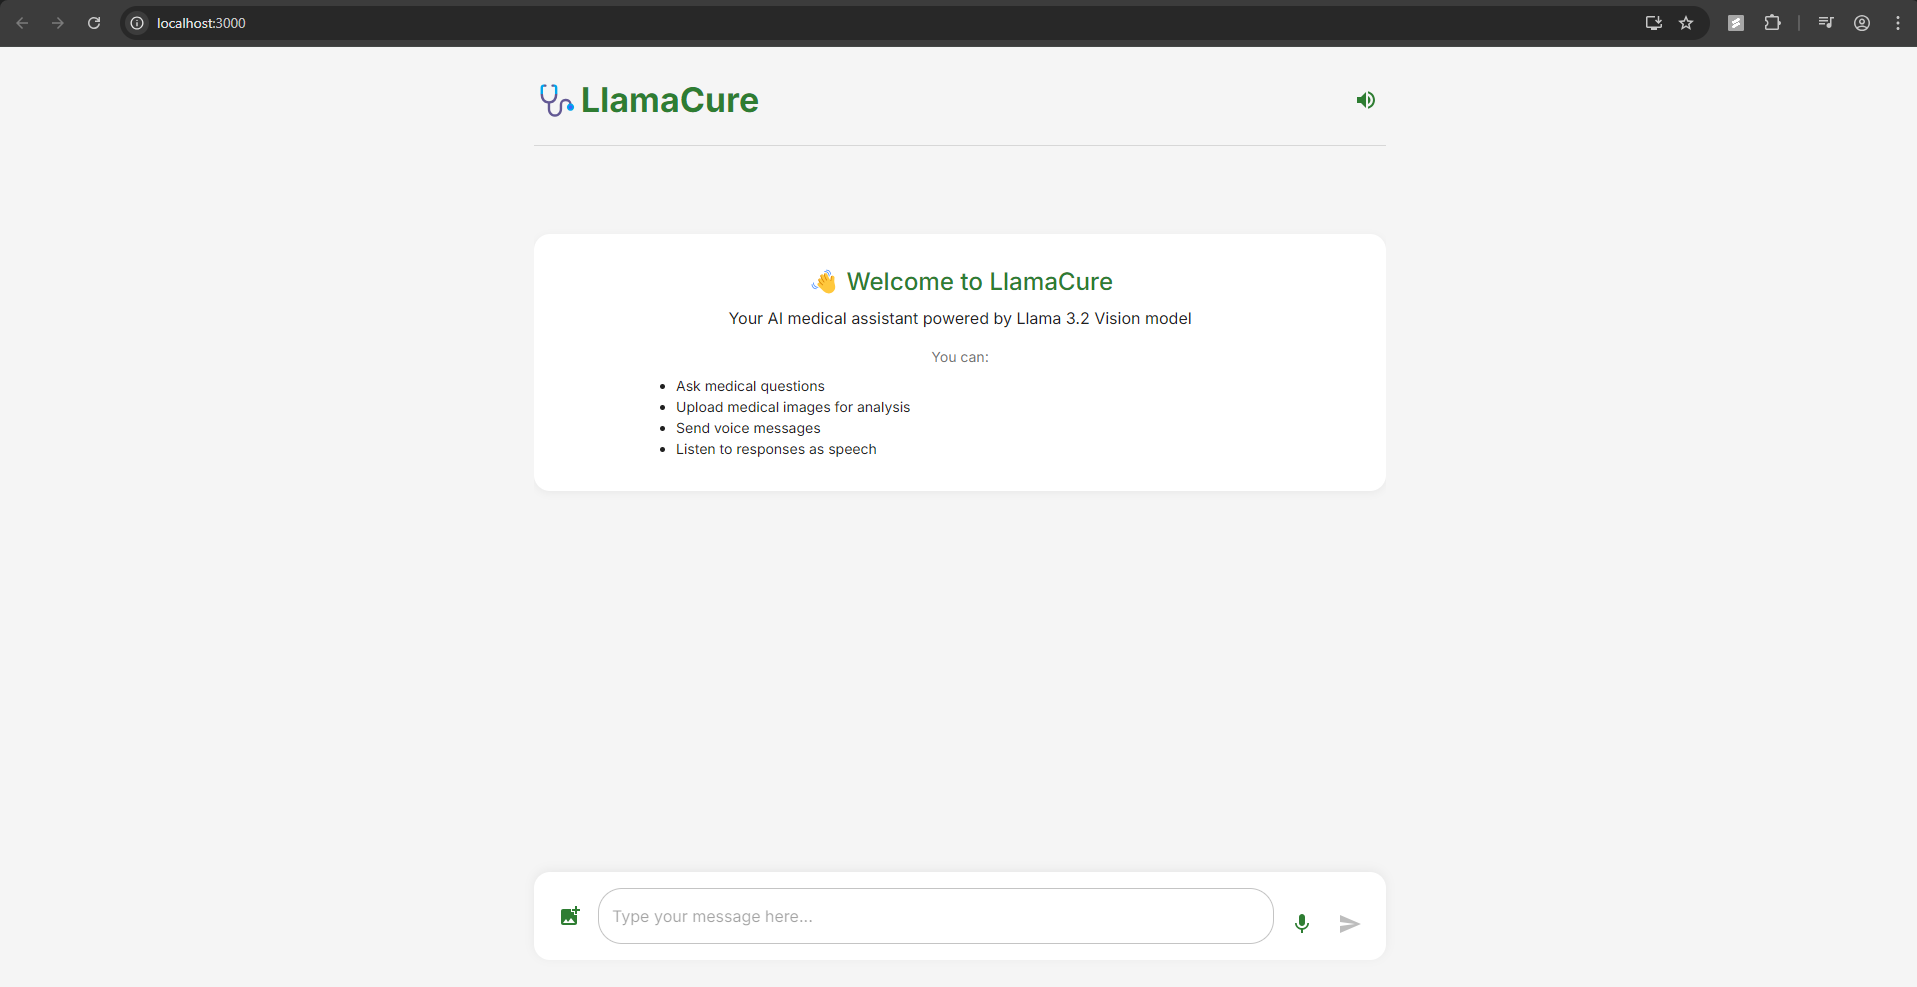 localhost:3000
LlamaCure
👋 Welcome to LlamaCure
Your AI medical assistant powered by Llama 3.2 Vision model
You can:
• Ask medical questions
• Upload medical images for analysis
• Send voice messages
• Listen to responses as speech
Type your message here...